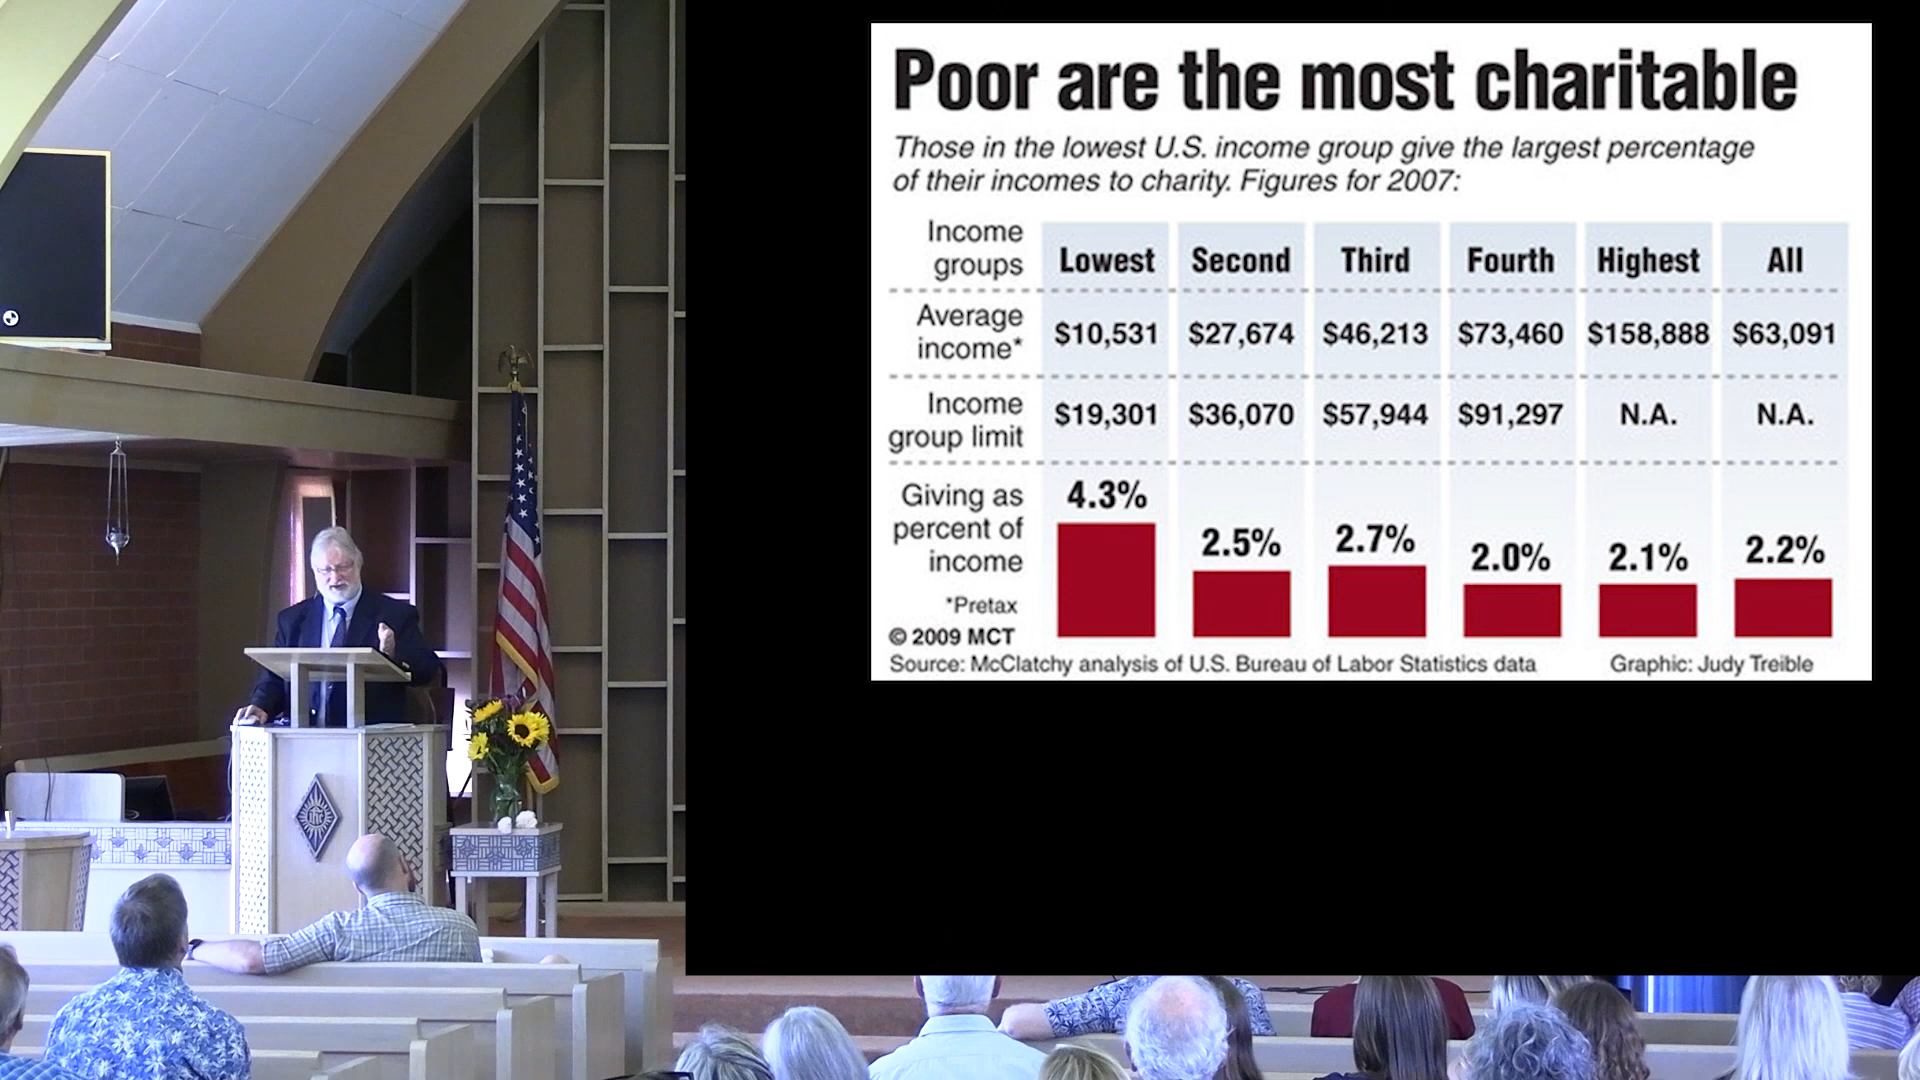 Poor are the most charitable
Those in the lowest U.S. income group give the largest percentage
of their incomes to charity. Figures for 2007:
Income groups Lowest Second Third Fourth Highest All
Average income* $10,531 $27,674 $46,213 $73,460 $158,888 $63,091
Income group limit $19,301 $36,070 $57,944 $91,297 N.A. N.A.
Giving as percent of income 4.3% 2.5% 2.7% 2.0% 2.1% 2.2%
*Pretax
© 2009 MCT
Source: McClatchy analysis of U.S. Bureau of Labor Statistics data Graphic: Judy Treible
ihc